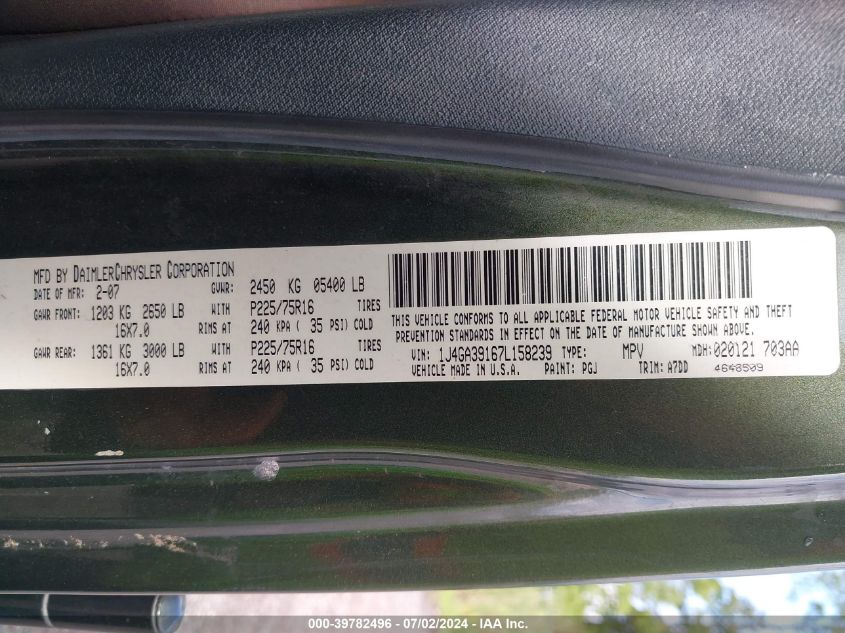 MFD BY DAIMLERCHRYSLER CORPORATION
DATE OF MFR: 2-07 GVWR: 2450 KG 05400 LB
GAWR FRONT: 1203 KG 2650 LB WITH P225/75R16 TIRES
16X7.0 RIMS AT 240 KPA ( 35 PSI) COLD
GAWR REAR: 1361 KG 3000 LB WITH P225/75R16 TIRES
16X7.0 RIMS AT 240 KPA ( 35 PSI) COLD
THIS VEHICLE CONFORMS TO ALL APPLICABLE FEDERAL MOTOR VEHICLE SAFETY AND THEFT
PREVENTION STANDARDS IN EFFECT ON THE DATE OF MANUFACTURE SHOWN ABOVE.
VIN: 1J4GA39167L158239 TYPE: MPV MDH: 020121 703AA
VEHICLE MADE IN U.S.A. PAINT: PGJ TRIM: A7DD 4648509
000-39782496 - 07/02/2024 - IAA Inc.